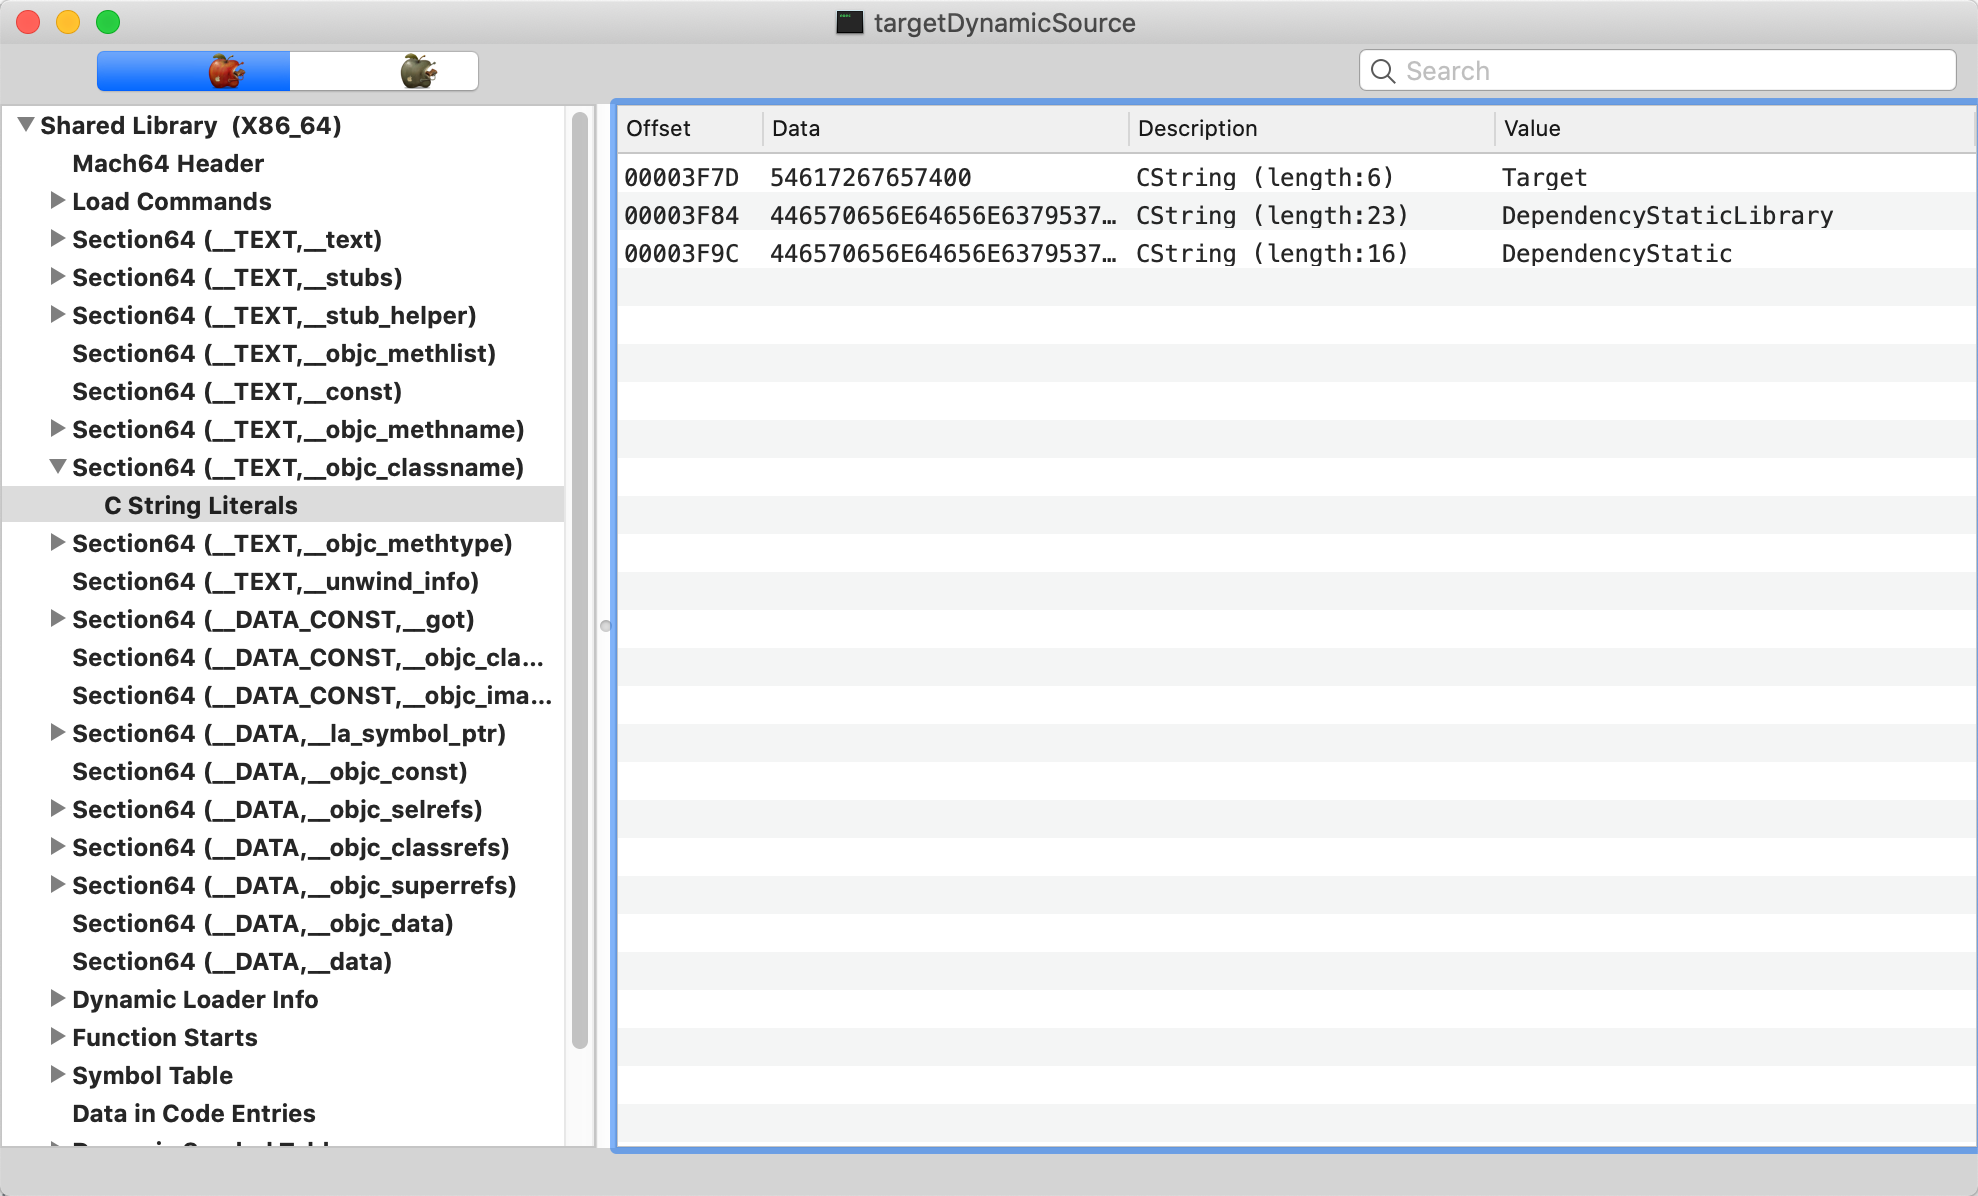 targetDynamicSource
Search
Shared Library (X86_64)
Mach64 Header
Load Commands
Section64 (__TEXT,__text)
Section64 (__TEXT,__stubs)
Section64 (__TEXT,__stub_helper)
Section64 (__TEXT,__objc_methlist)
Section64 (__TEXT,__const)
Section64 (__TEXT,__objc_methname)
Section64 (__TEXT,__objc_classname)
C String Literals
Section64 (__TEXT,__objc_methtype)
Section64 (__TEXT,__unwind_info)
Section64 (__DATA_CONST,__got)
Section64 (__DATA_CONST,__objc_cla...
Section64 (__DATA_CONST,__objc_ima...
Section64 (__DATA,__la_symbol_ptr)
Section64 (__DATA,__objc_const)
Section64 (__DATA,__objc_selrefs)
Section64 (__DATA,__objc_classrefs)
Section64 (__DATA,__objc_superrefs)
Section64 (__DATA,__objc_data)
Section64 (__DATA,__data)
Dynamic Loader Info
Function Starts
Symbol Table
Data in Code Entries
Offset Data Description Value
00003F7D 54617267657400 CString (length:6) Target
00003F84 446570656E64656E6379537... CString (length:23) DependencyStaticLibrary
00003F9C 446570656E64656E6379537... CString (length:16) DependencyStatic